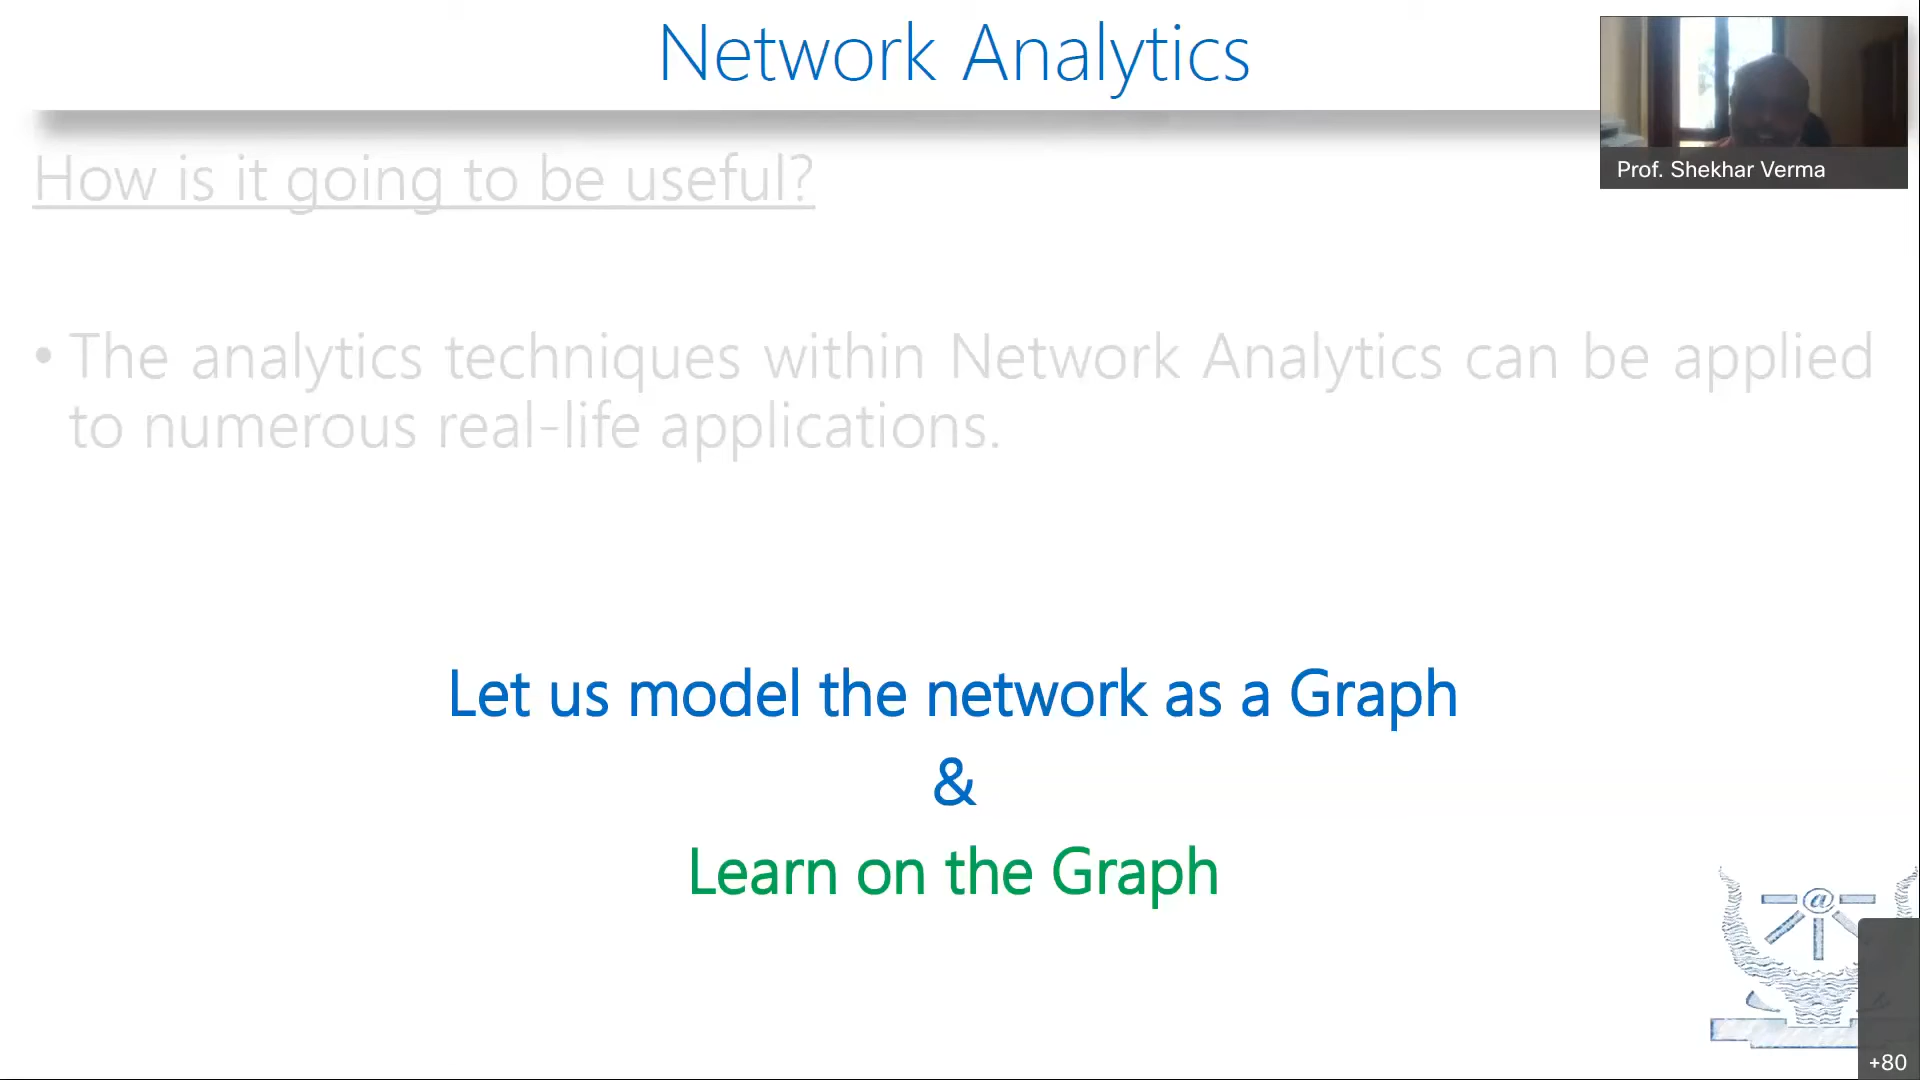 Network Analytics
Prof. Shekhar Verma
How is it going to be useful?
• The analytics techniques within Network Analytics can be applied
to numerous real-life applications.
Let us model the network as a Graph
&
Learn on the Graph
@
+80